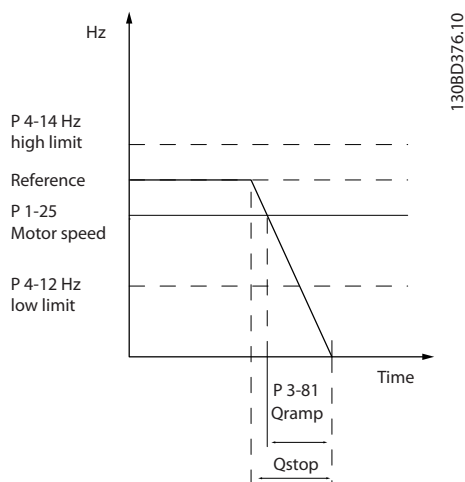 Hz
130BD376.10
P 4-14 Hz
high limit
Reference
P 1-25
Motor speed
P 4-12 Hz
low limit
Time
P 3-81
Qramp
Qstop